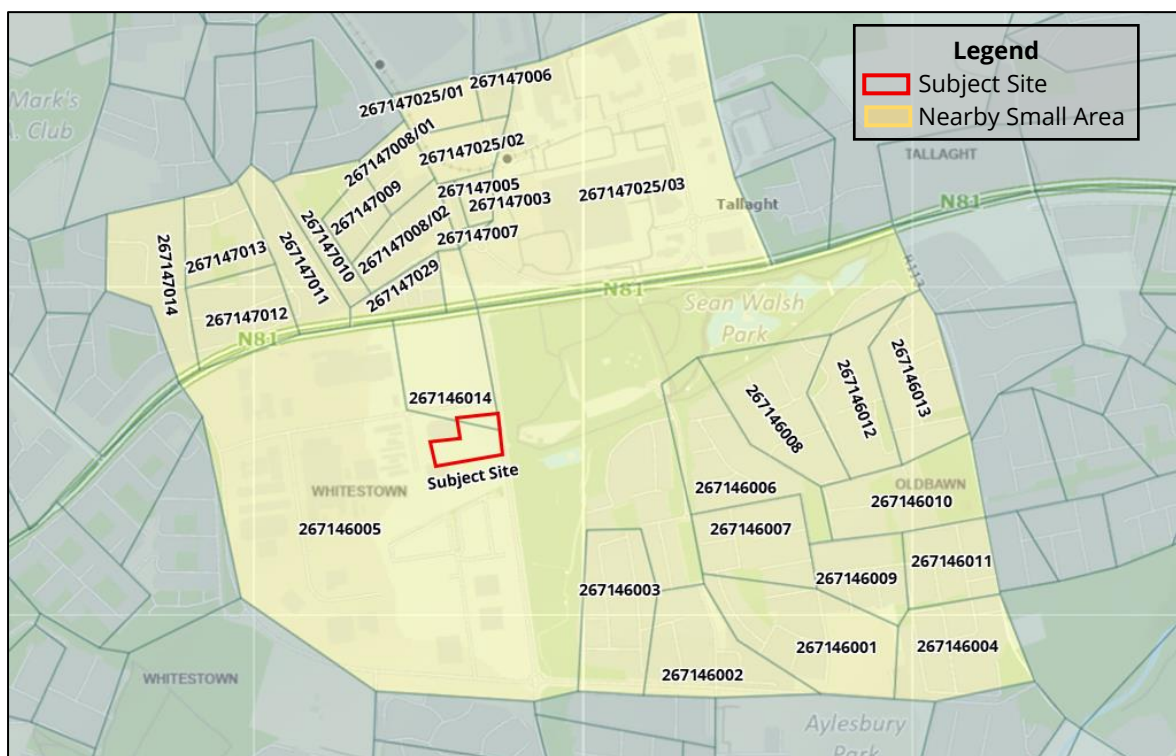 Legend
Subject Site
Nearby Small Area
Mark's
A. Club
267147025/01
267147006
267147008/01
267147025/02
267147009
267147005
267147003
267147025/03
TALLAGHT
Tallaght
N81
267147010
267147008/02
267147007
267147014
267147013
267147011
267147029
267147012
N81
N81
Sean Walsh
Park
R113
267146014
267146008
267146012
267146013
Subject Site
WHITESTOWN
267146005
267146006
OLDBAWN
267146010
267146007
267146003
267146009
267146011
267146001
267146004
267146002
WHITESTOWN
Aylesbury
Park